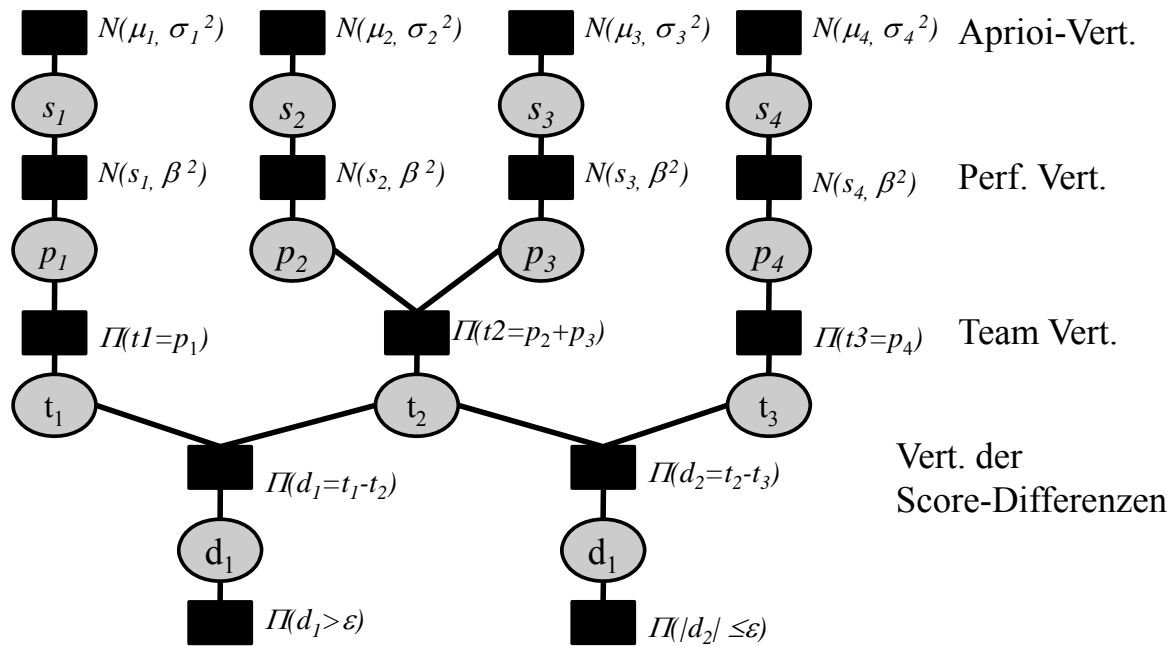 N(μ₁, σ₁²) N(μ₂, σ₂²) N(μ₃, σ₃²) N(μ₄, σ₄²) Aprioi-Vert.
s₁ s₂ s₃ s₄
N(s₁, β²) N(s₂, β²) N(s₃, β²) N(s₄, β²) Perf. Vert.
p₁ p₂ p₃ p₄
Π(t1=p₁) Π(t2=p₂+p₃) Π(t3=p₄) Team Vert.
t₁ t₂ t₃
Π(d₁=t₁-t₂) Π(d₂=t₂-t₃) Vert. der
Score-Differenzen
d₁ d₁
Π(d₁>ε) Π(|d₂| ≤ε)